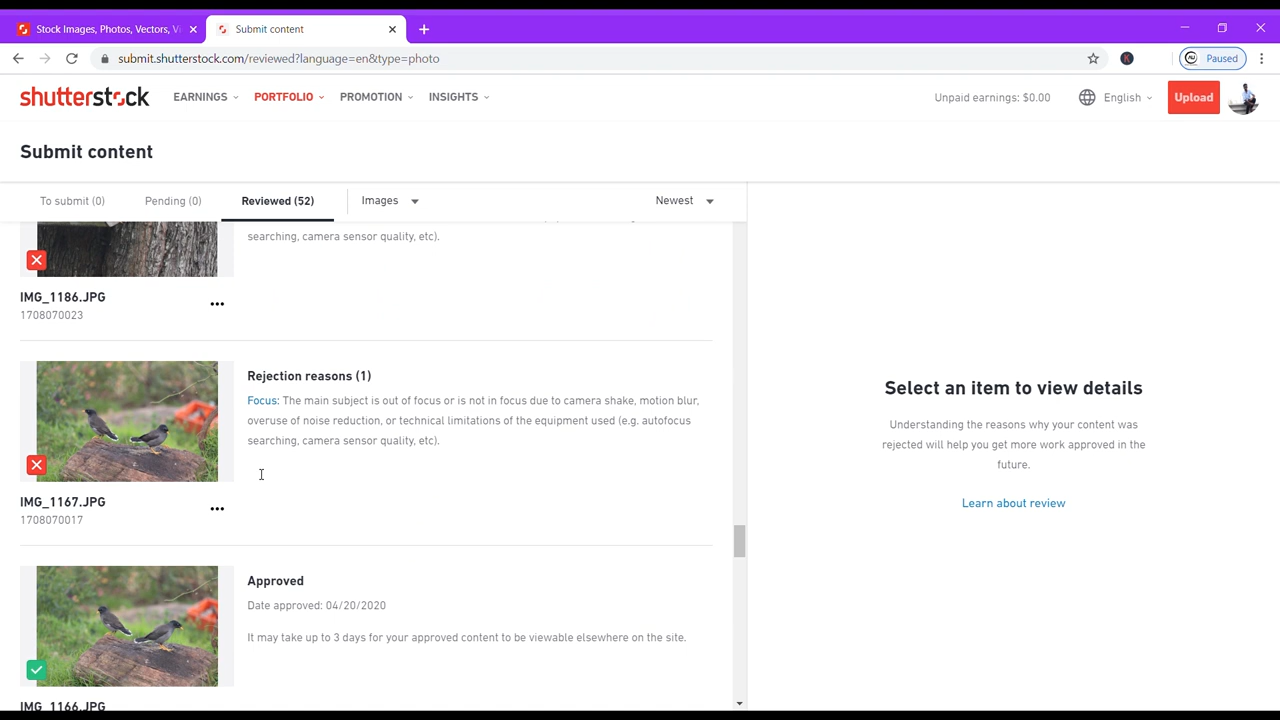 Stock Images, Photos, Vectors, Vi
Submit content
submit.shutterstock.com/reviewed?language=en&type=photo
Paused
shutterstock
EARNINGS
PORTFOLIO
PROMOTION
INSIGHTS
Unpaid earnings: $0.00
English
Upload
Submit content
To submit (0)
Pending (0)
Reviewed (52)
Images
Newest
searching, camera sensor quality, etc).
IMG_1186.JPG
1708070023
Rejection reasons (1)
Focus: The main subject is out of focus or is not in focus due to camera shake, motion blur,
overuse of noise reduction, or technical limitations of the equipment used (e.g. autofocus
searching, camera sensor quality, etc).
IMG_1167.JPG
1708070017
Approved
Date approved: 04/20/2020
It may take up to 3 days for your approved content to be viewable elsewhere on the site.
IMG_1166.JPG
Select an item to view details
Understanding the reasons why your content was
rejected will help you get more work approved in the
future.
Learn about review